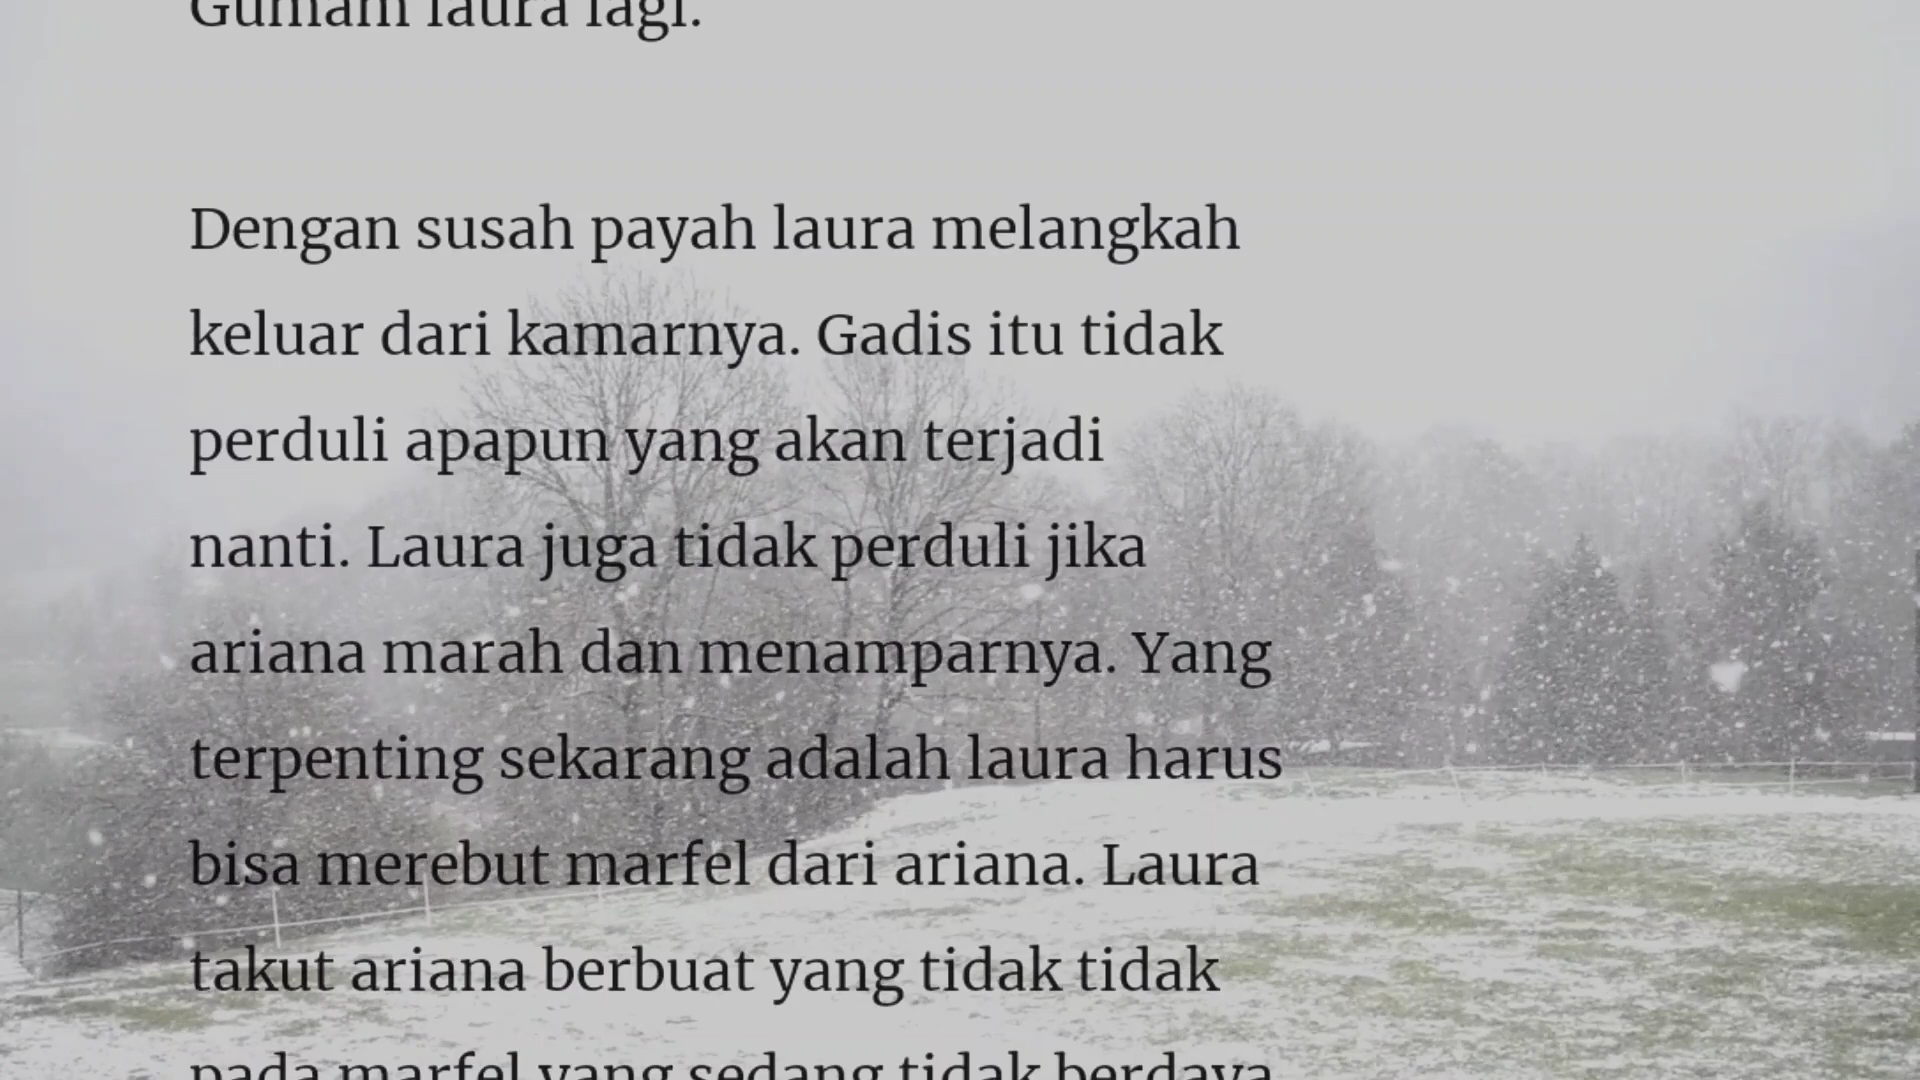 Gumam laura lagi.
Dengan susah payah laura melangkah
keluar dari kamarnya. Gadis itu tidak
perduli apapun yang akan terjadi
nanti. Laura juga tidak perduli jika
ariana marah dan menamparnya. Yang
terpenting sekarang adalah laura harus
bisa merebut marfel dari ariana. Laura
takut ariana berbuat yang tidak tidak
pada marfel yang sedang tidak berdaya